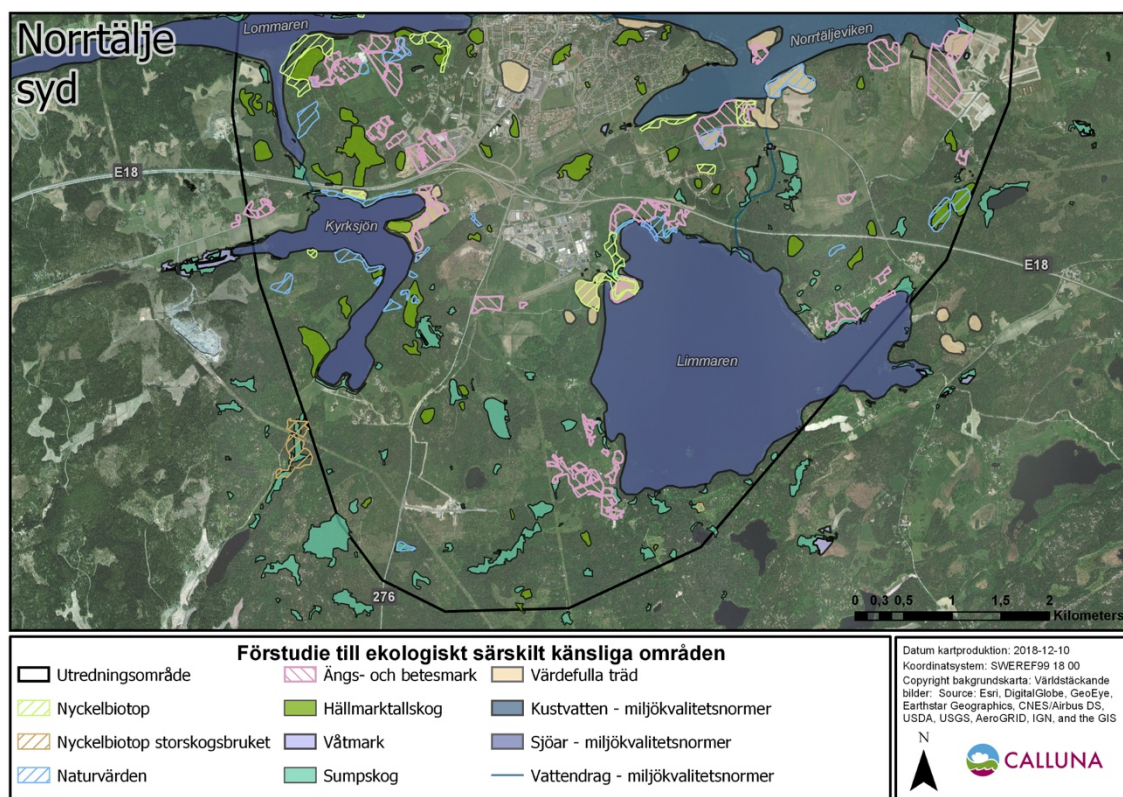 Norrtälje
syd
Lommaren
Norrtäljeviken
E18
Kyrksjön
E18
Limmaren
276
0 0,3 0,5 1 1,5 2
Kilometers
Förstudie till ekologiskt särskilt känsliga områden
Utredningsområde
Nyckelbiotop
Nyckelbiotop storskogsbruket
Naturvärden
Ängs- och betesmark
Hällmarktallskog
Våtmark
Sumpskog
Värdefulla träd
Kustvatten - miljökvalitetsnormer
Sjöar - miljökvalitetsnormer
Vattendrag - miljökvalitetsnormer
Datum kartproduktion: 2018-12-10
Koordinatsystem: SWEREF99 18 00
Copyright bakgrundskarta: Världstäckande
bilder: Source: Esri, DigitalGlobe, GeoEye,
Earthstar Geographics, CNES/Airbus DS,
USDA, USGS, AeroGRID, IGN, and the GIS
N
CALLUNA